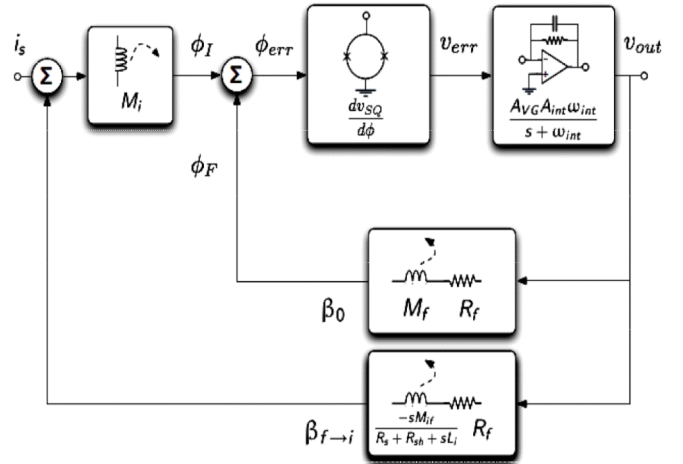 i_s
Σ
M_i
ϕ_I
Σ
ϕ_err
dv_SQ
dϕ
v_err
A_VG A_int ω_int
s + ω_int
v_out
ϕ_F
β_0
M_f R_f
β_f→i
-sM_if
R_s + R_sh + sL_i
R_f